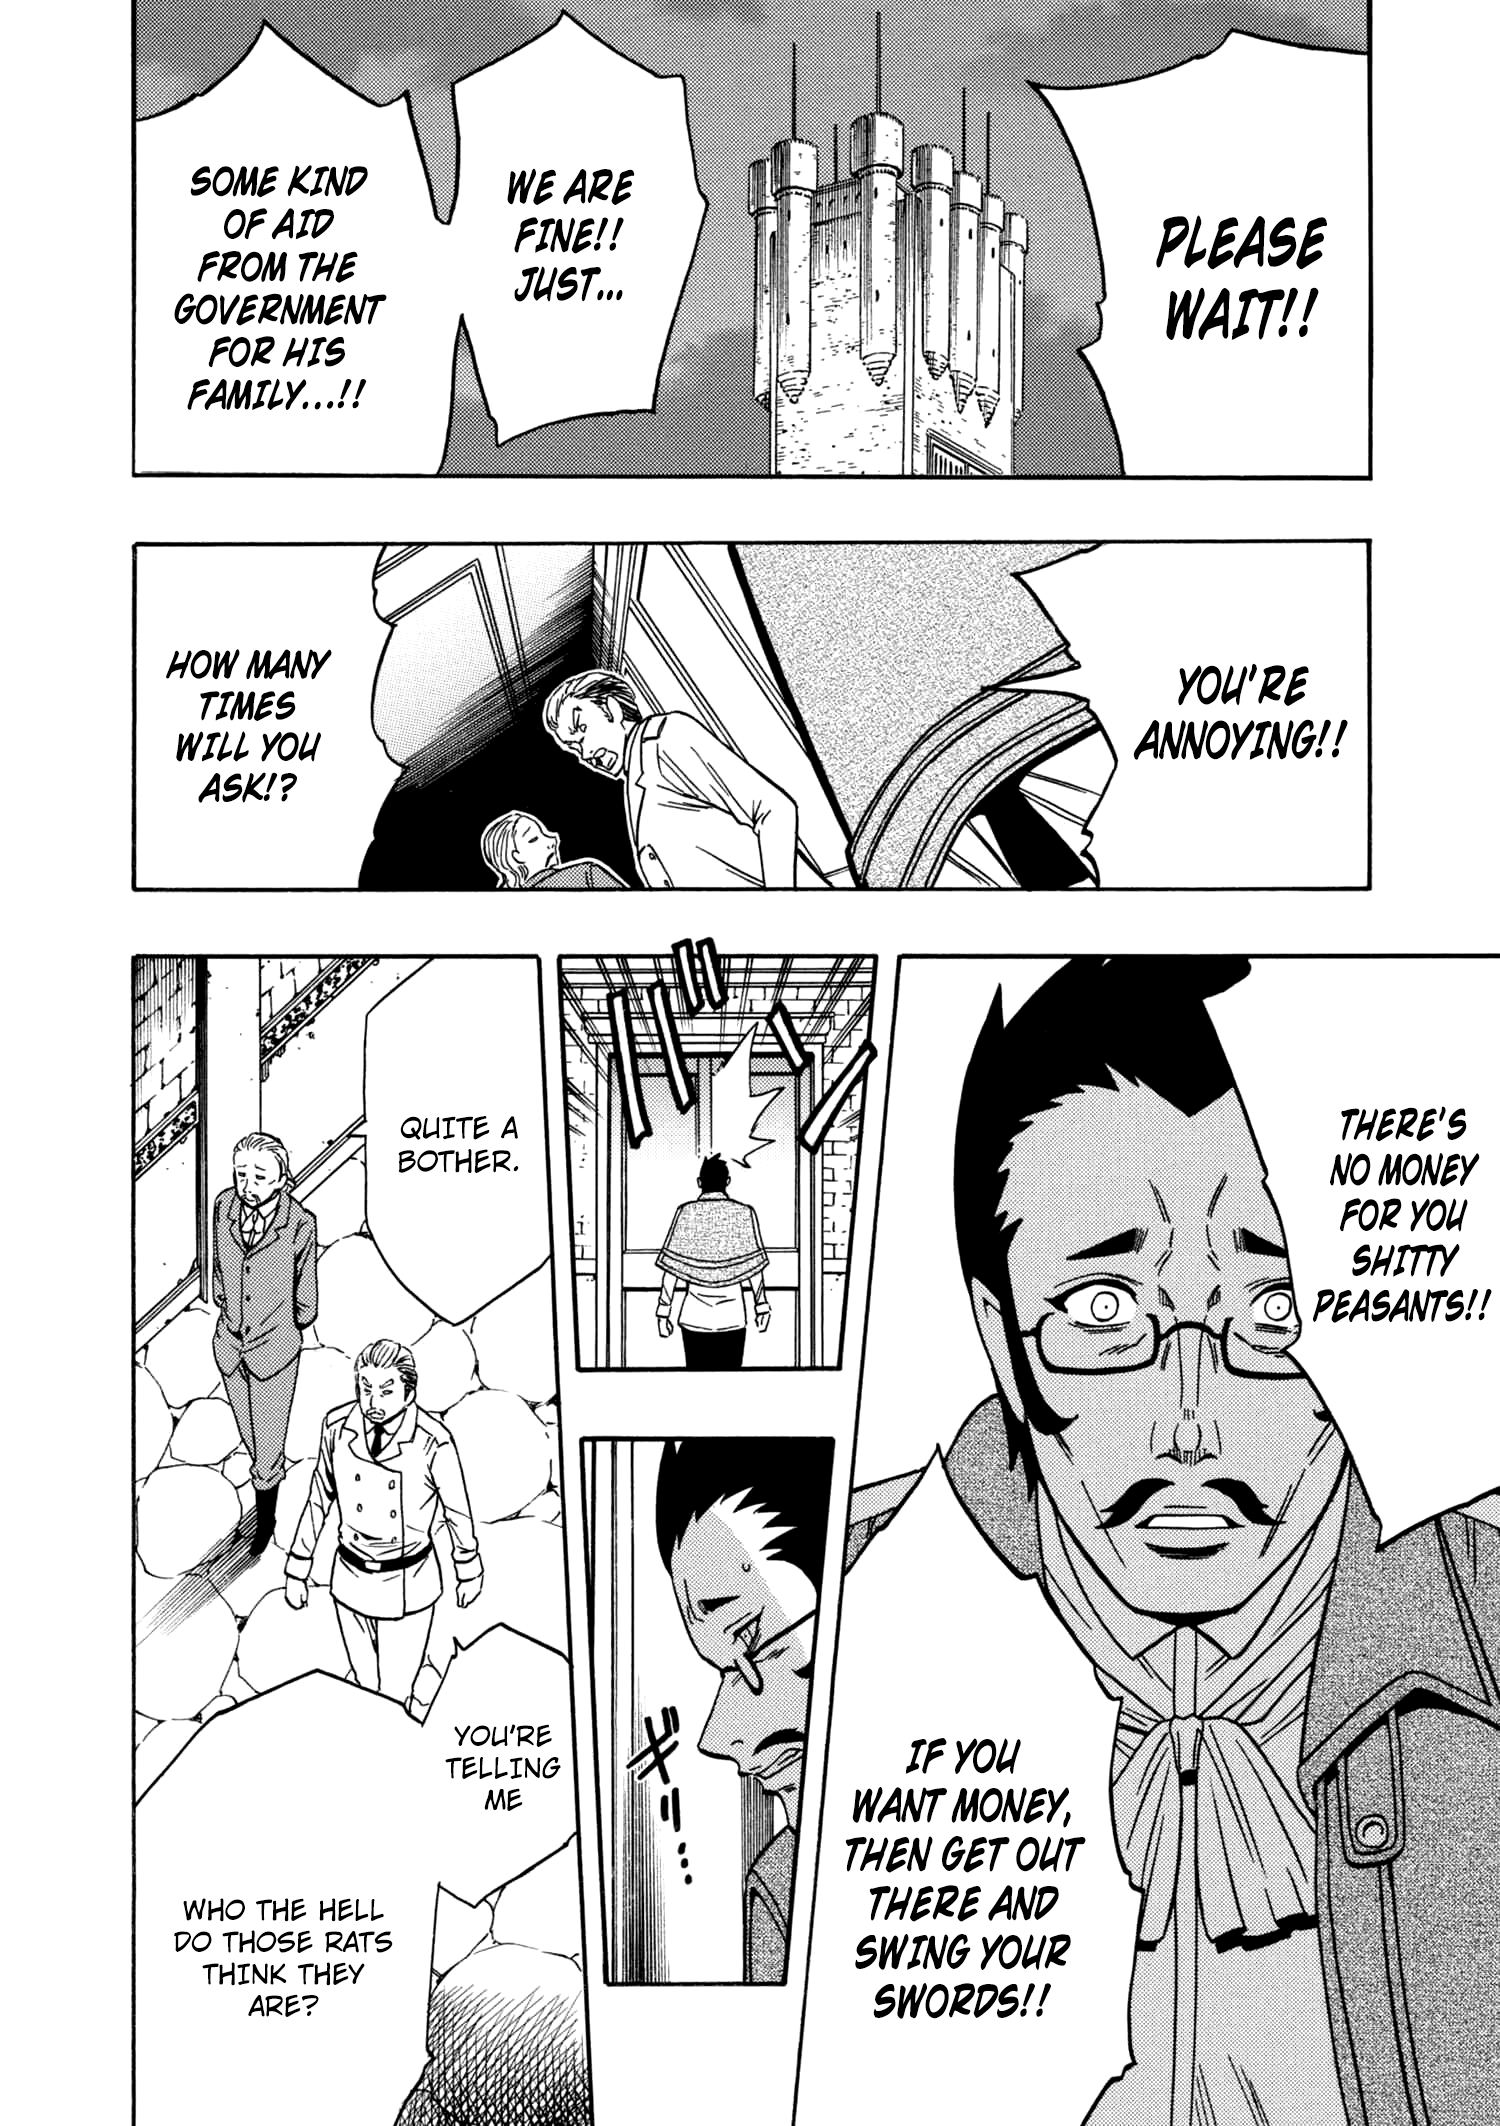 PLEASE
WAIT!!
WE ARE
FINE!!
JUST...
SOME KIND
OF AID
FROM THE
GOVERNMENT
FOR HIS
FAMILY...!!
YOU'RE
ANNOYING!!
HOW MANY
TIMES
WILL YOU
ASK!?
THERE'S
NO MONEY
FOR YOU
SHITTY
PEASANTS!!
IF YOU
WANT MONEY,
THEN GET OUT
THERE AND
SWING YOUR
SWORDS!!
バタン
ギ...
QUITE A
BOTHER.
YOU'RE
TELLING
ME
WHO THE HELL
DO THOSE RATS
THINK THEY
ARE?